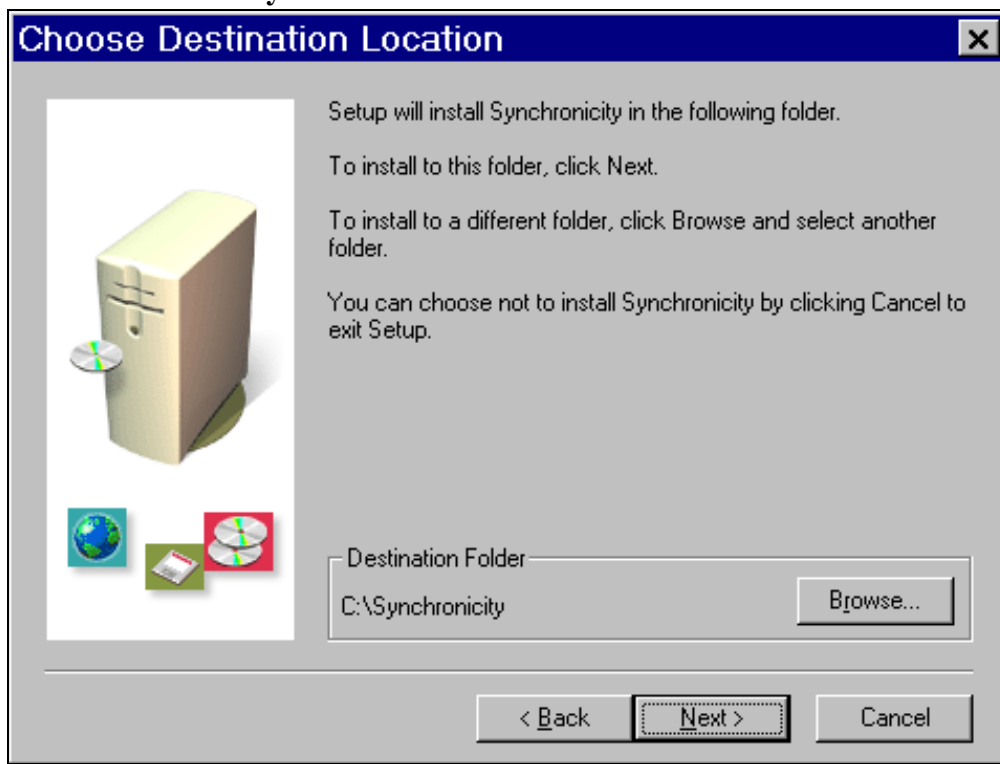 Choose Destination Location
Setup will install Synchronicity in the following folder.
To install to this folder, click Next.
To install to a different folder, click Browse and select another
folder.
You can choose not to install Synchronicity by clicking Cancel to
exit Setup.
Destination Folder
C:\Synchronicity
Browse...
< Back
Next >
Cancel